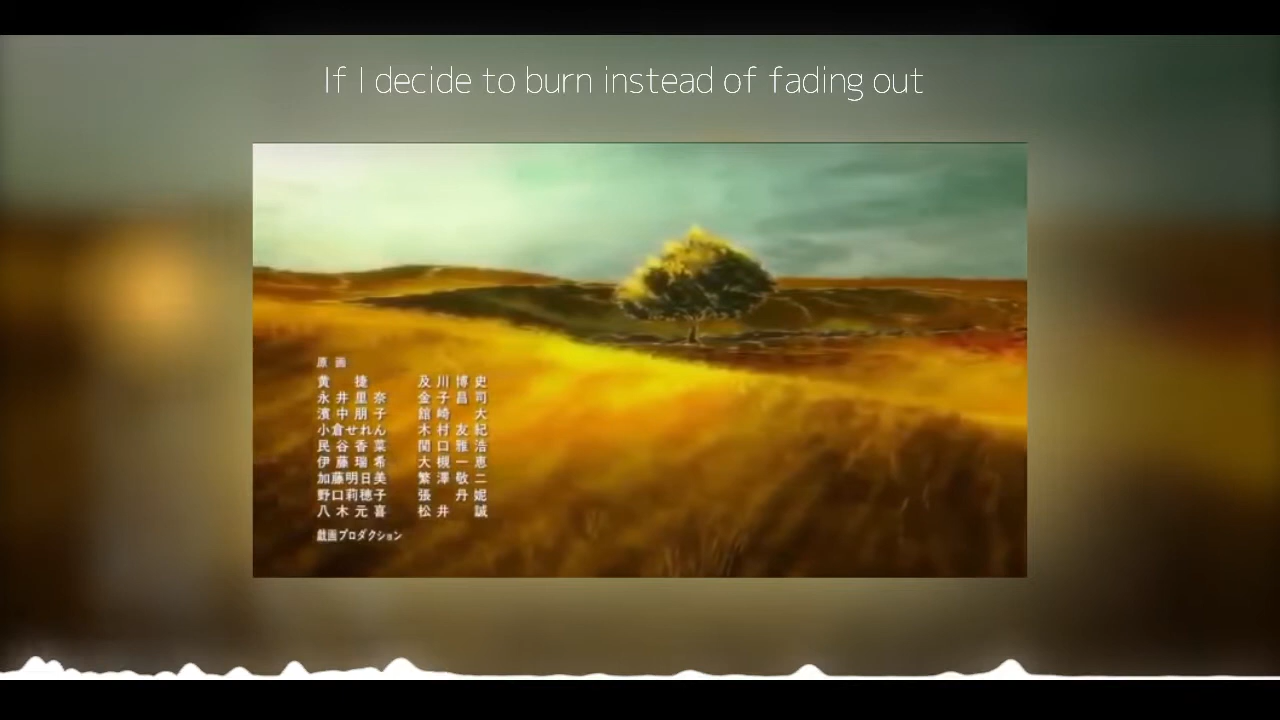 If I decide to burn instead of fading out
原画
黄 捷 及川博史
永井里奈 金子昌司
濱中朋子 舘崎 大
小倉せれん 木村友紀
民谷香菜 関口雅浩
伊藤瑞希 大槻一恵
加藤明日美 繁澤敬二
野口莉穂子 張 丹妮
八木元喜 松井 誠
戯画プロダクション